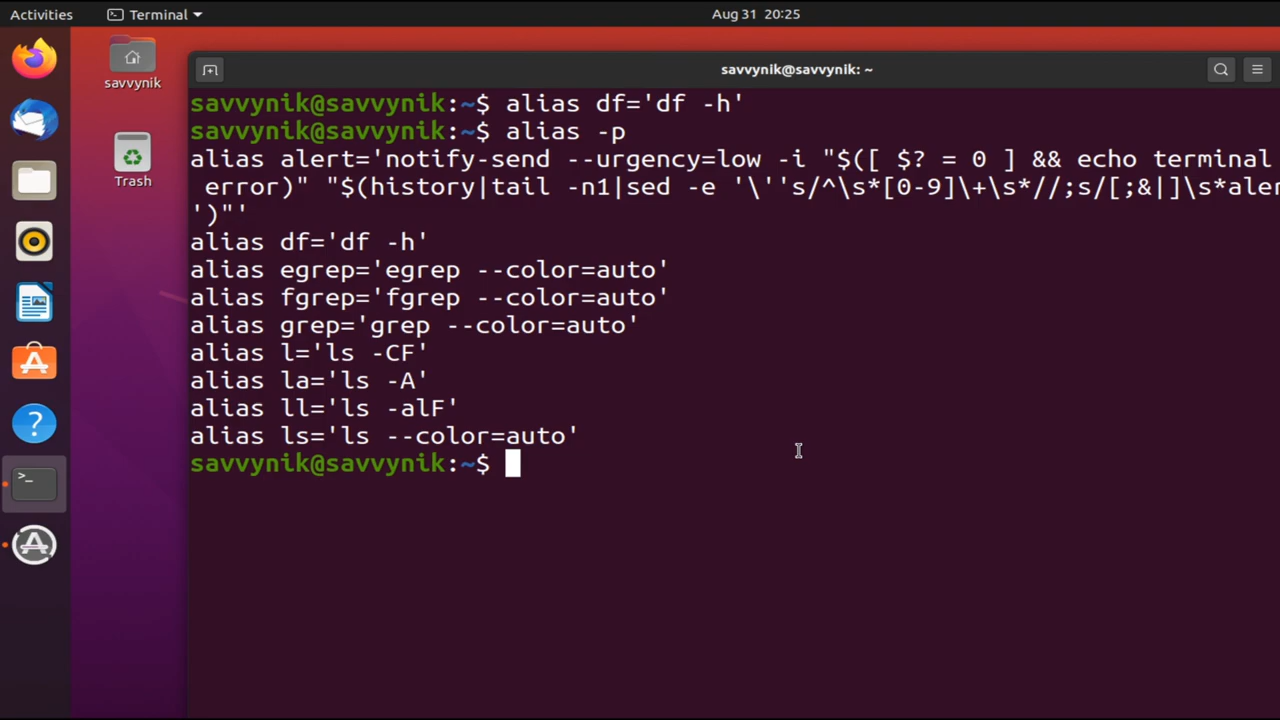 Activities
Terminal
Aug 31 20:25
savvynik
Trash
savvynik@savvynik: ~
savvynik@savvynik:~$ alias df='df -h'
savvynik@savvynik:~$ alias -p
alias alert='notify-send --urgency=low -i "$([ $? = 0 ] && echo terminal
error)" "$(history|tail -n1|sed -e '\''s/^\s*[0-9]\+\s*//;s/[;&|]\s*aler
')"'
alias df='df -h'
alias egrep='egrep --color=auto'
alias fgrep='fgrep --color=auto'
alias grep='grep --color=auto'
alias l='ls -CF'
alias la='ls -A'
alias ll='ls -alF'
alias ls='ls --color=auto'
savvynik@savvynik:~$